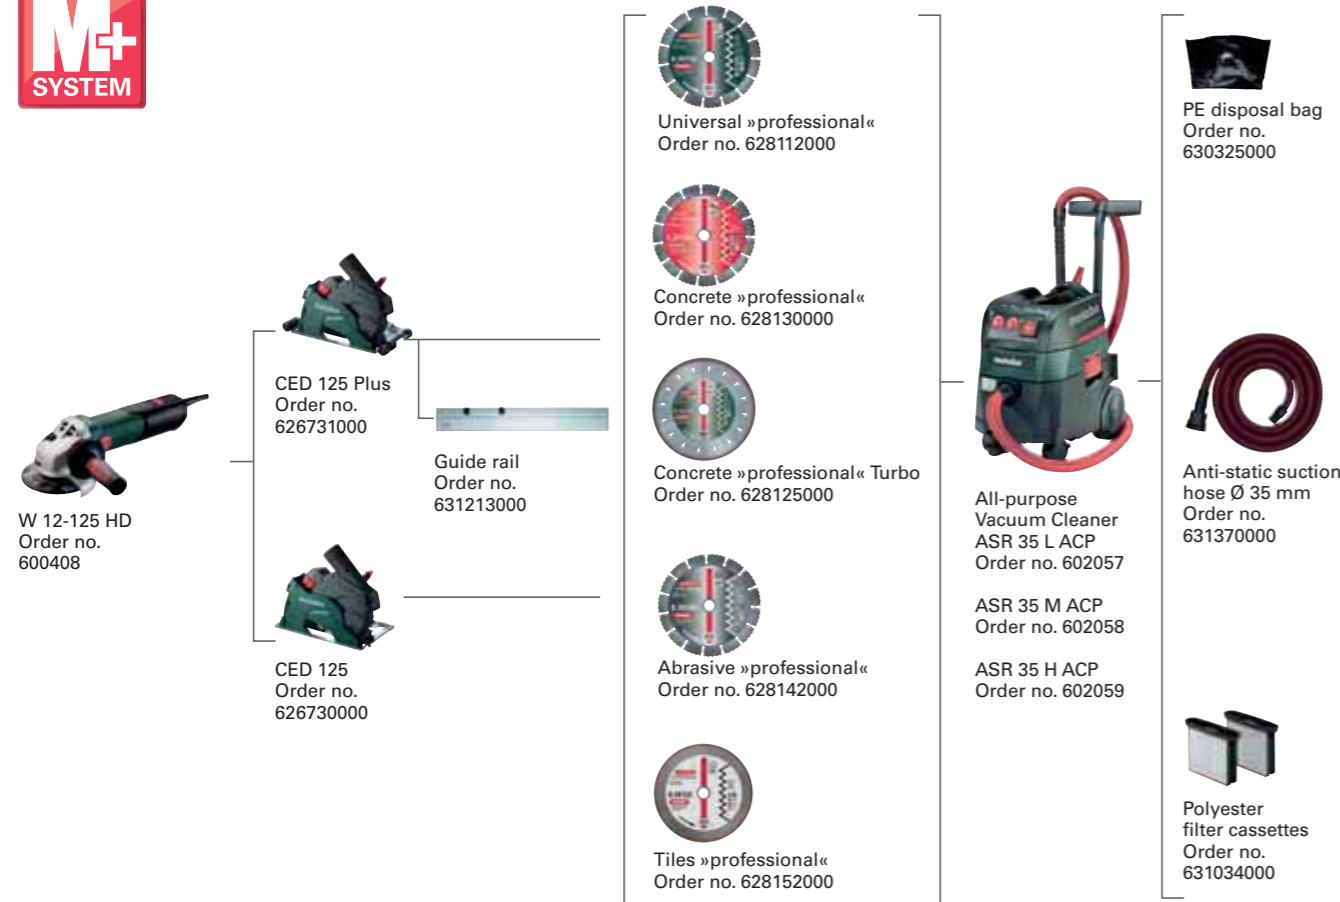 M+
SYSTEM
W 12-125 HD
Order no.
600408
CED 125 Plus
Order no.
626731000
Guide rail
Order no.
631213000
CED 125
Order no.
626730000
Universal »professional«
Order no. 628112000
Concrete »professional«
Order no. 628130000
Concrete »professional« Turbo
Order no. 628125000
Abrasive »professional«
Order no. 628142000
Tiles »professional«
Order no. 628152000
All-purpose
Vacuum Cleaner
ASR 35 L ACP
Order no. 602057
ASR 35 M ACP
Order no. 602058
ASR 35 H ACP
Order no. 602059
PE disposal bag
Order no.
630325000
Anti-static suction
hose Ø 35 mm
Order no.
631370000
Polyester
filter cassettes
Order no.
631034000